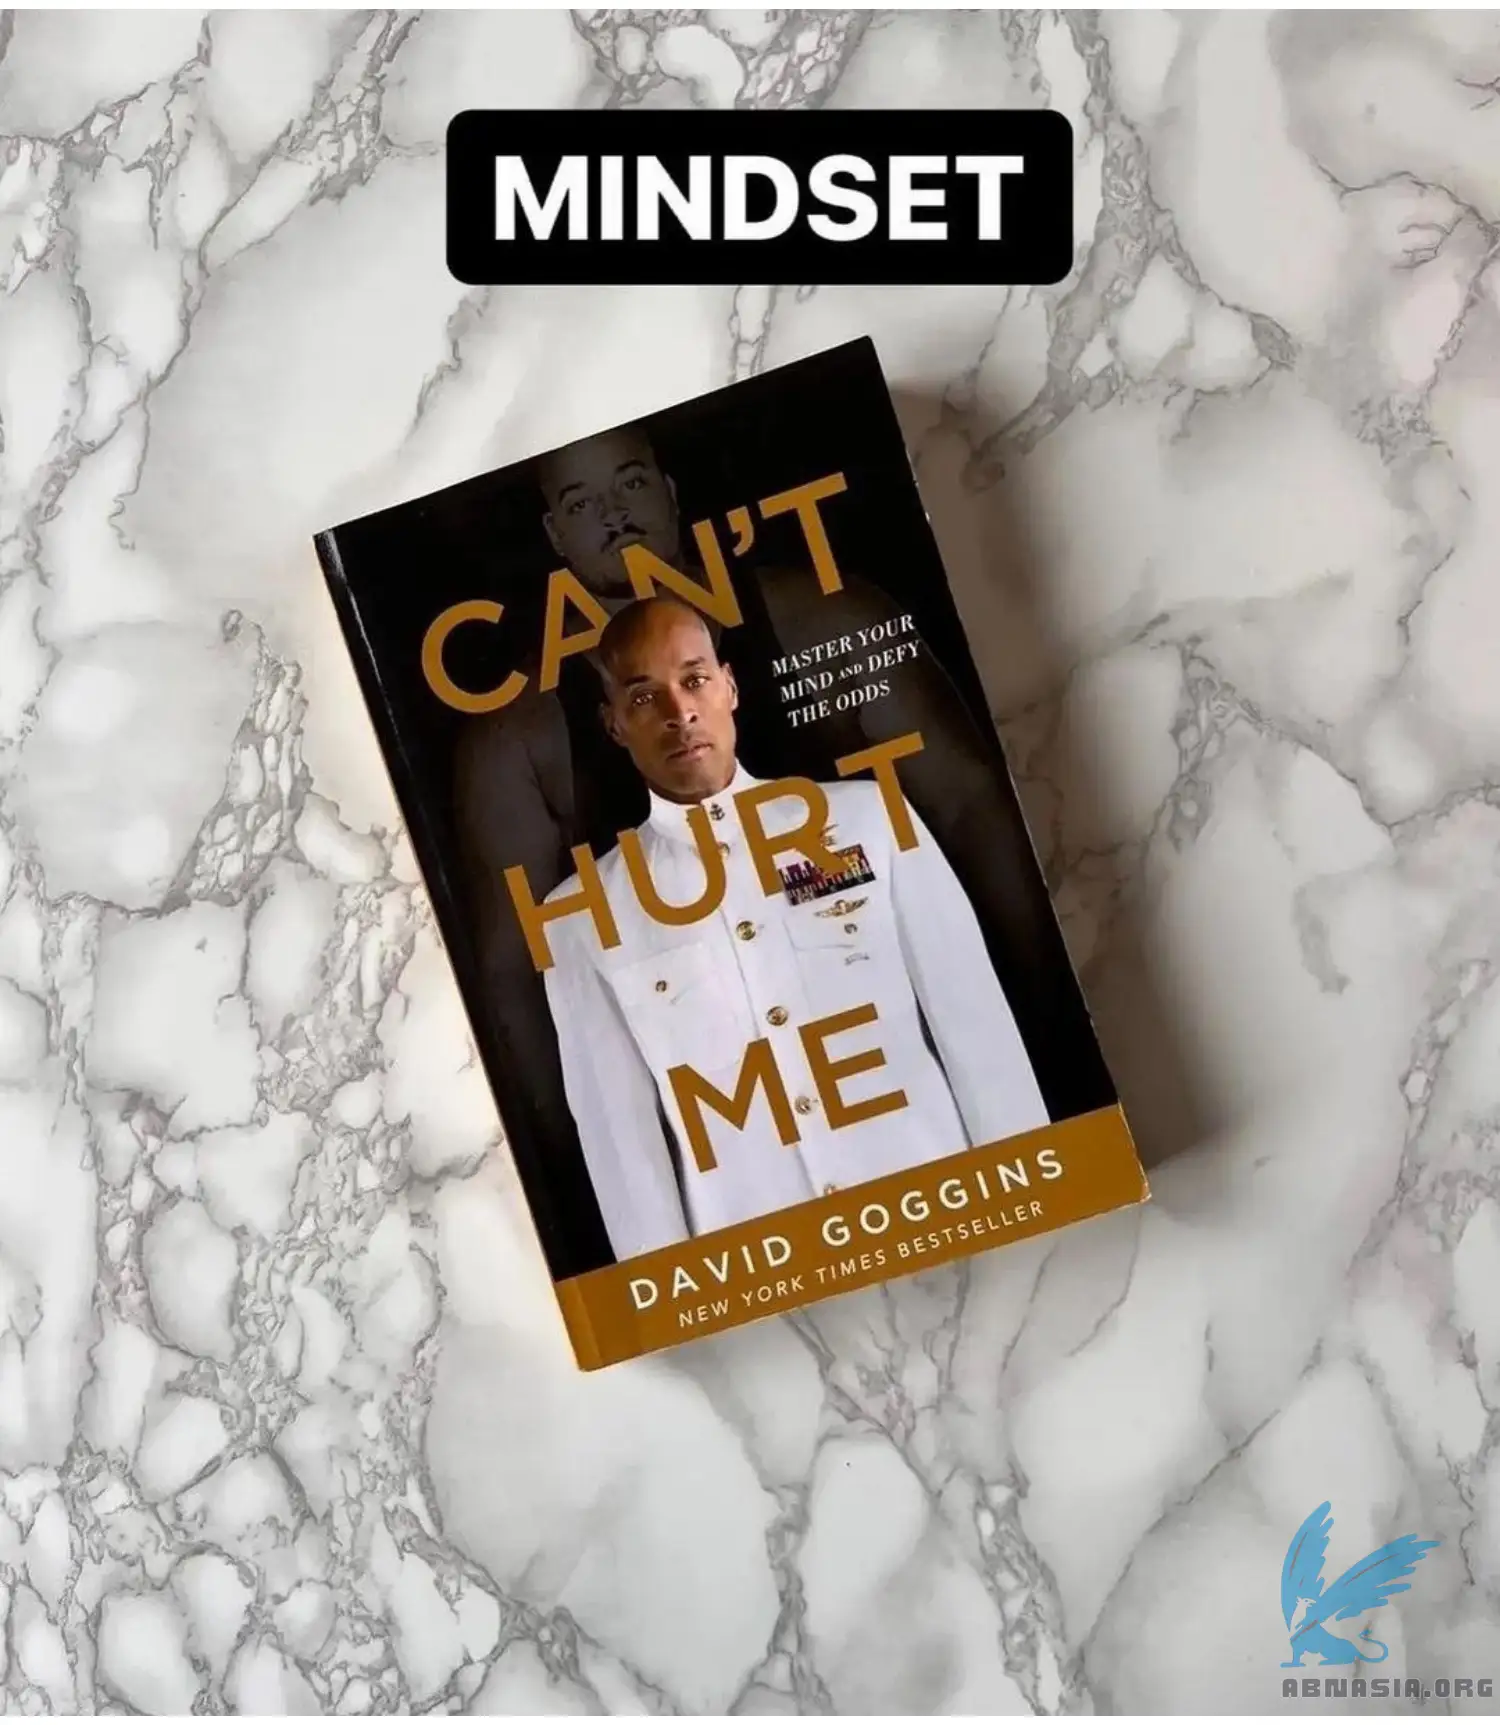 MINDSET
CAN'T
MASTER YOUR
MIND AND DEFY
THE ODDS
HURT
ME
DAVID GOGGINS
NEW YORK TIMES BESTSELLER
ABNASIA.ORG